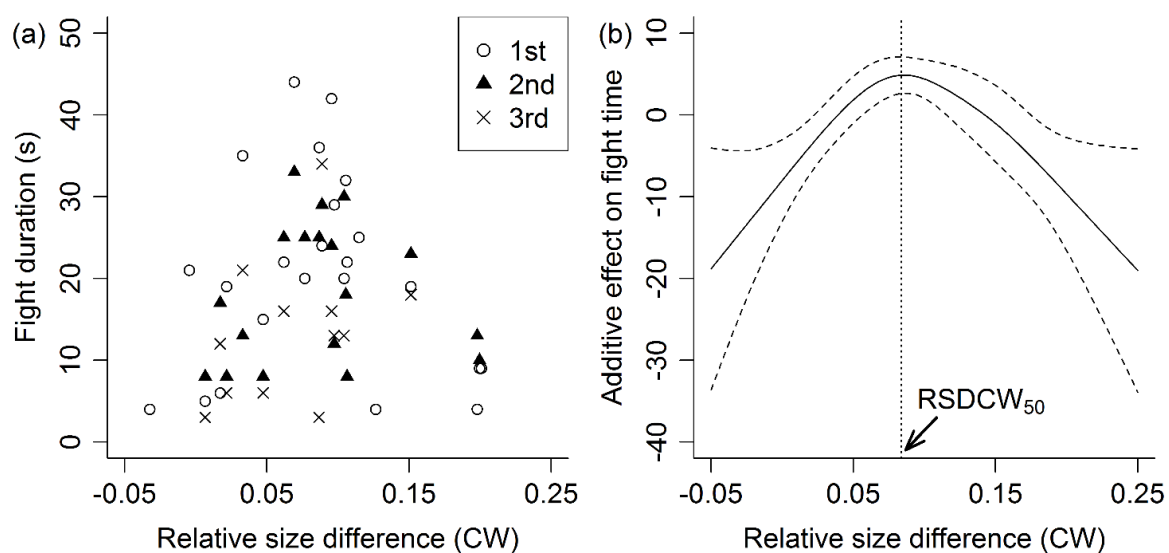 (a)
50
40
30
20
10
0
Fight duration (s)
1st
2nd
3rd
-0.05
0.05
0.15
0.25
Relative size difference (CW)
(b)
10
0
-10
-20
-30
-40
Additive effect on fight time
RSDCW50
-0.05
0.05
0.15
0.25
Relative size difference (CW)